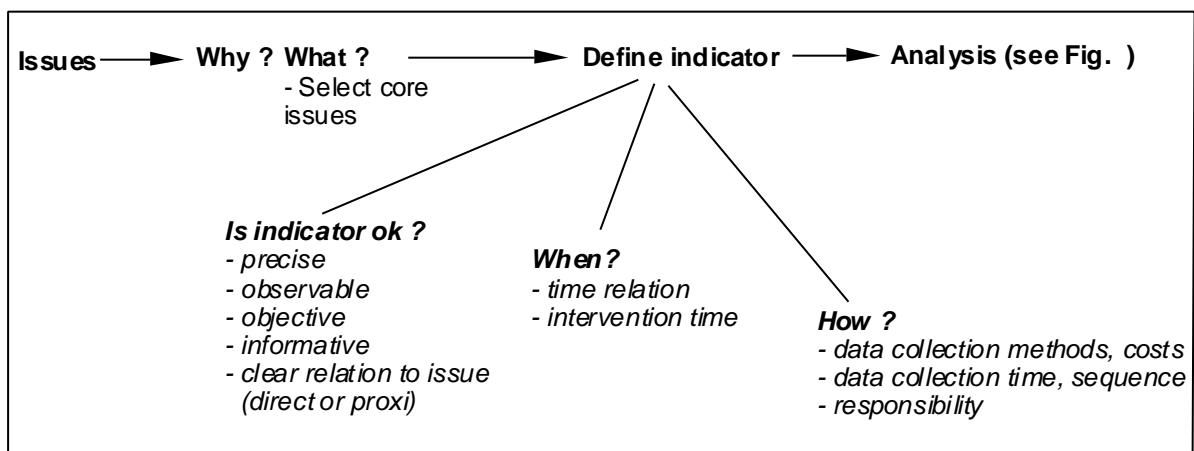 Issues
Why ? What ?
- Select core
issues
Define indicator
Analysis (see Fig. )
Is indicator ok ?
- precise
- observable
- objective
- informative
- clear relation to issue
(direct or proxi)
When?
- time relation
- intervention time
How ?
- data collection methods, costs
- data collection time, sequence
- responsibility